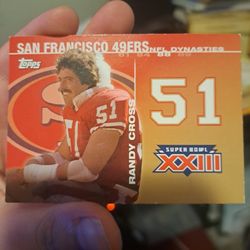 SAN FRANCISCO 49ERS NFL DYNASTIES
81 84 88 89
Topps
51
51
RANDY CROSS
SUPER BOWL
XXIII